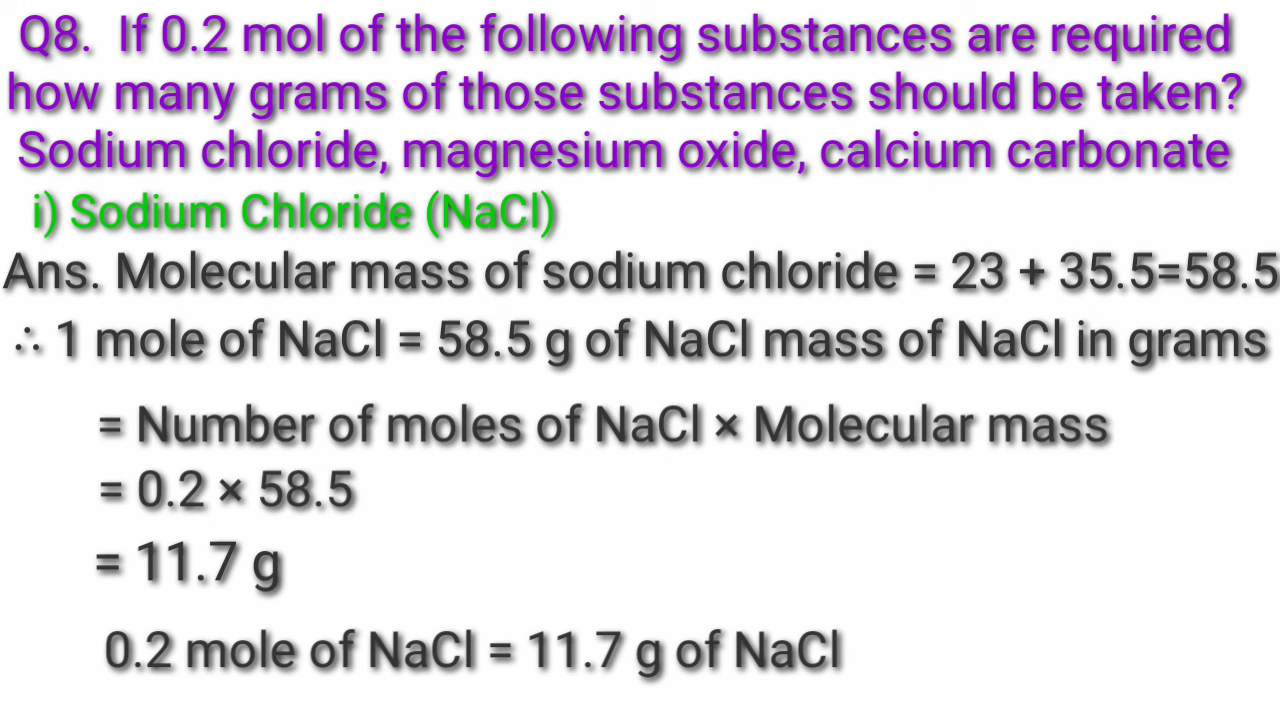 Q8. If 0.2 mol of the following substances are required
how many grams of those substances should be taken?
Sodium chloride, magnesium oxide, calcium carbonate
i) Sodium Chloride (NaCl)
Ans. Molecular mass of sodium chloride = 23 + 35.5=58.5
∴ 1 mole of NaCl = 58.5 g of NaCl mass of NaCl in grams
= Number of moles of NaCl × Molecular mass
= 0.2 × 58.5
= 11.7 g
0.2 mole of NaCl = 11.7 g of NaCl